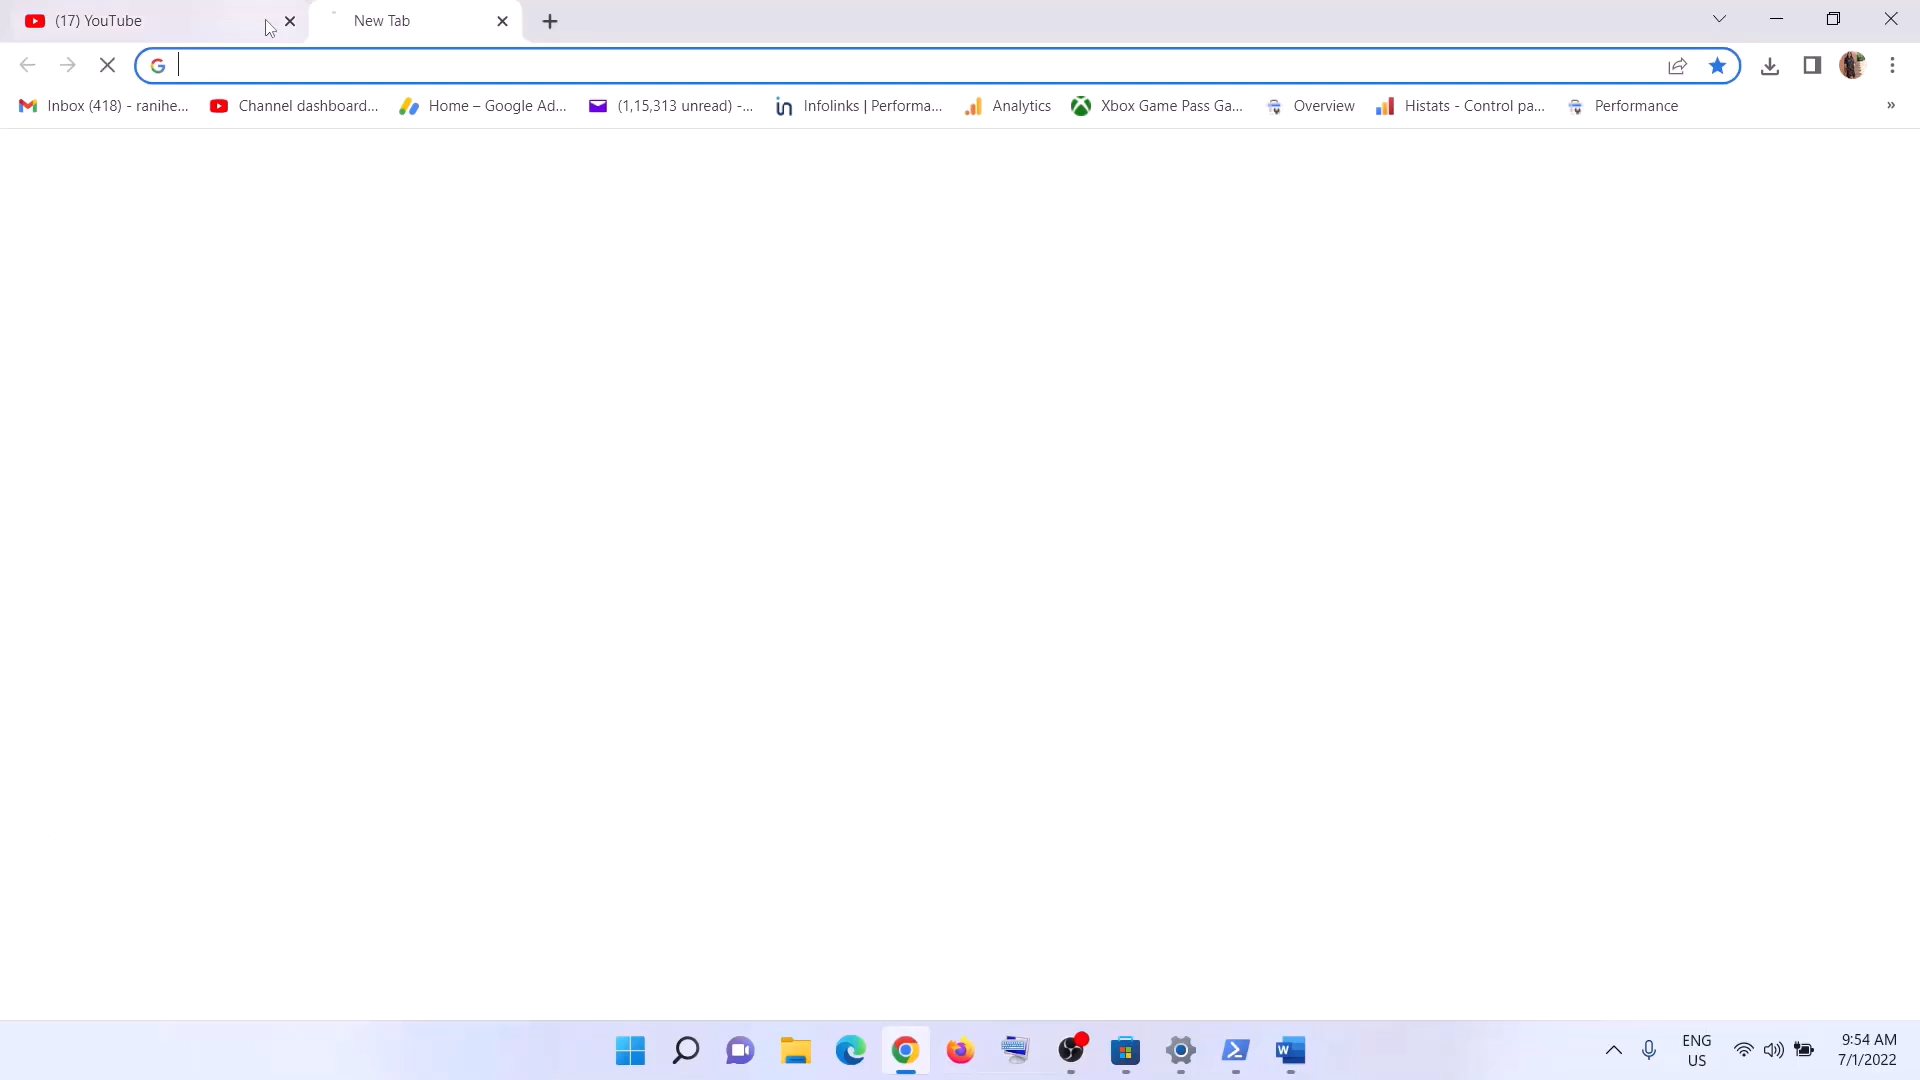 (17) YouTube
New Tab
Inbox (418) - ranihe...
Channel dashboard...
Home – Google Ad...
(1,15,313 unread) -...
Infolinks | Performa...
Analytics
Xbox Game Pass Ga...
Overview
Histats - Control pa...
Performance
»
ENG
US
9:54 AM
7/1/2022